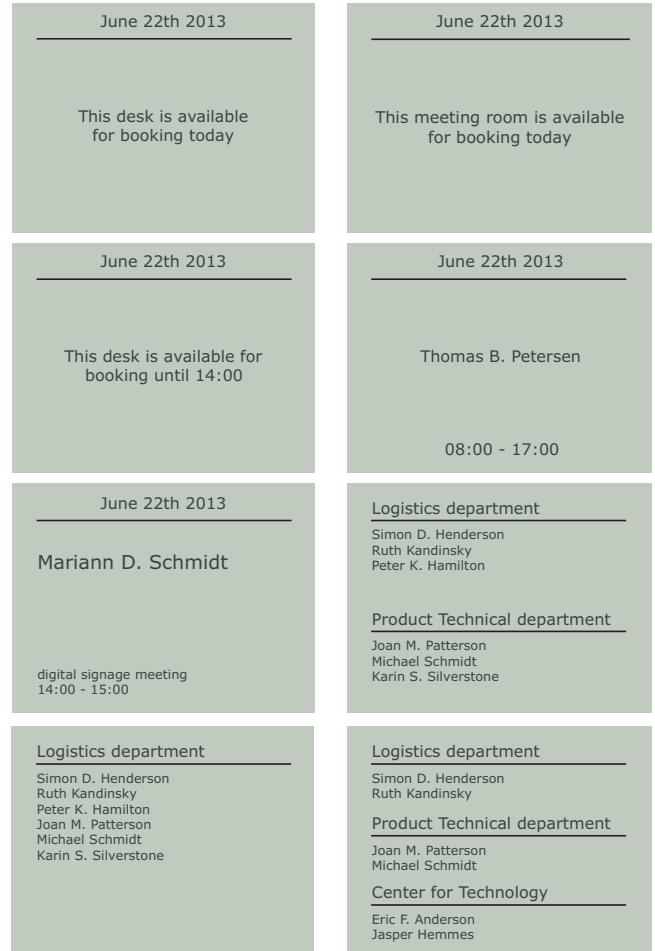 June 22th 2013
This desk is available
for booking today
June 22th 2013
This meeting room is available
for booking today
June 22th 2013
This desk is available for
booking until 14:00
June 22th 2013
Thomas B. Petersen
08:00 - 17:00
June 22th 2013
Mariann D. Schmidt
digital signage meeting
14:00 - 15:00
Logistics department
Simon D. Henderson
Ruth Kandinsky
Peter K. Hamilton
Product Technical department
Joan M. Patterson
Michael Schmidt
Karin S. Silverstone
Logistics department
Simon D. Henderson
Ruth Kandinsky
Peter K. Hamilton
Joan M. Patterson
Michael Schmidt
Karin S. Silverstone
Logistics department
Simon D. Henderson
Ruth Kandinsky
Product Technical department
Joan M. Patterson
Michael Schmidt
Center for Technology
Eric F. Anderson
Jasper Hemmes